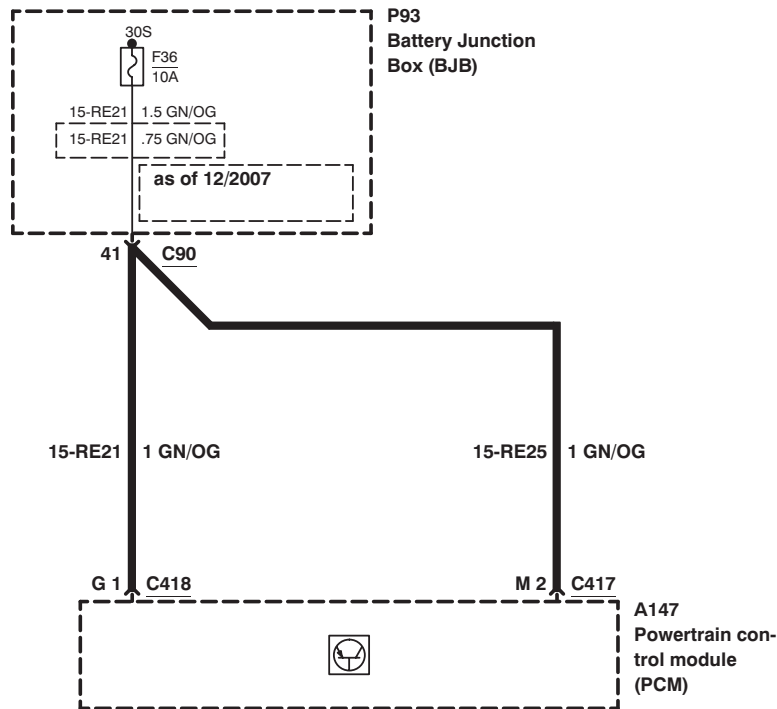 P93
Battery Junction
Box (BJB)
30S
F36
10A
15-RE21 1.5 GN/OG
15-RE21 .75 GN/OG
as of 12/2007
41 C90
15-RE21 1 GN/OG
15-RE25 1 GN/OG
G 1 C418
M 2 C417
A147
Powertrain con-
trol module
(PCM)